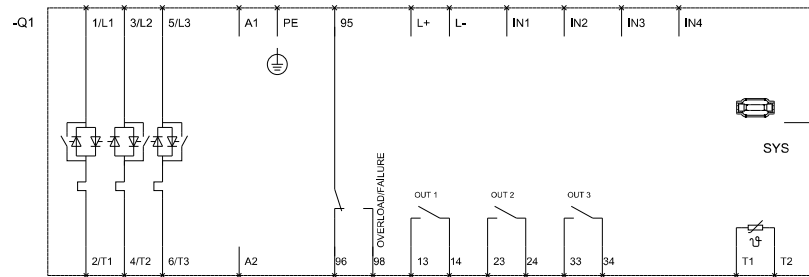 -Q1
1/L1 3/L2 5/L3 A1 PE 95 L+ L- IN1 IN2 IN3 IN4
SYS
OVERLOAD/FAILURE
OUT 1 OUT 2 OUT 3
ϑ
2/T1 4/T2 6/T3 A2 96 98 13 14 23 24 33 34 T1 T2